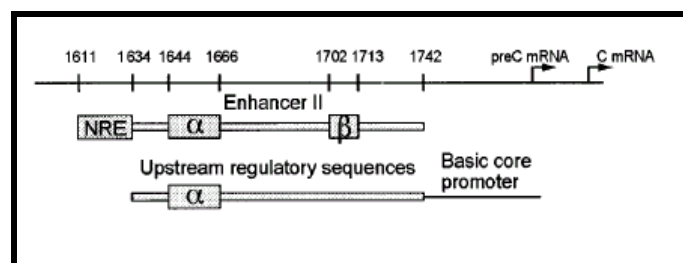 1611 1634 1644 1666 1702 1713 1742 preC mRNA C mRNA
Enhancer II
NRE α β
Upstream regulatory sequences Basic core
promoter
α